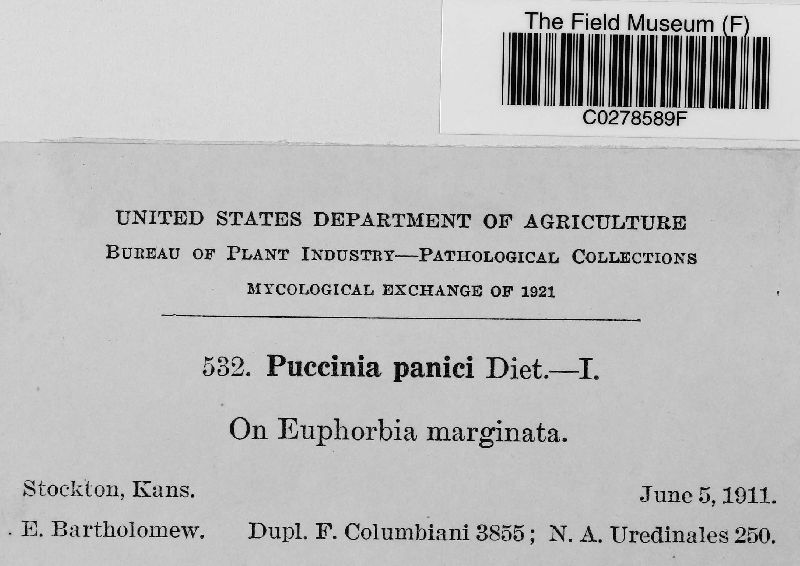 The Field Museum (F)
C0278589F
UNITED STATES DEPARTMENT OF AGRICULTURE
BUREAU OF PLANT INDUSTRY—PATHOLOGICAL COLLECTIONS
MYCOLOGICAL EXCHANGE OF 1921
532. Puccinia panici Diet.—I.
On Euphorbia marginata.
Stockton, Kans. June 5, 1911.
E. Bartholomew. Dupl. F. Columbiani 3855; N. A. Uredinales 250.